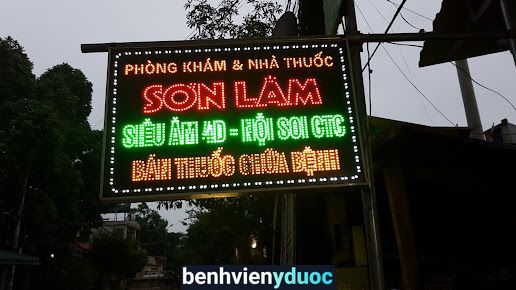 PHÒNG KHÁM & NHÀ THUỐC
SƠN LÂM
SIÊU ÂM 4D - NỘI SOI CTC
BÁN THUỐC CHỮA BỆNH
benhvienyduoc